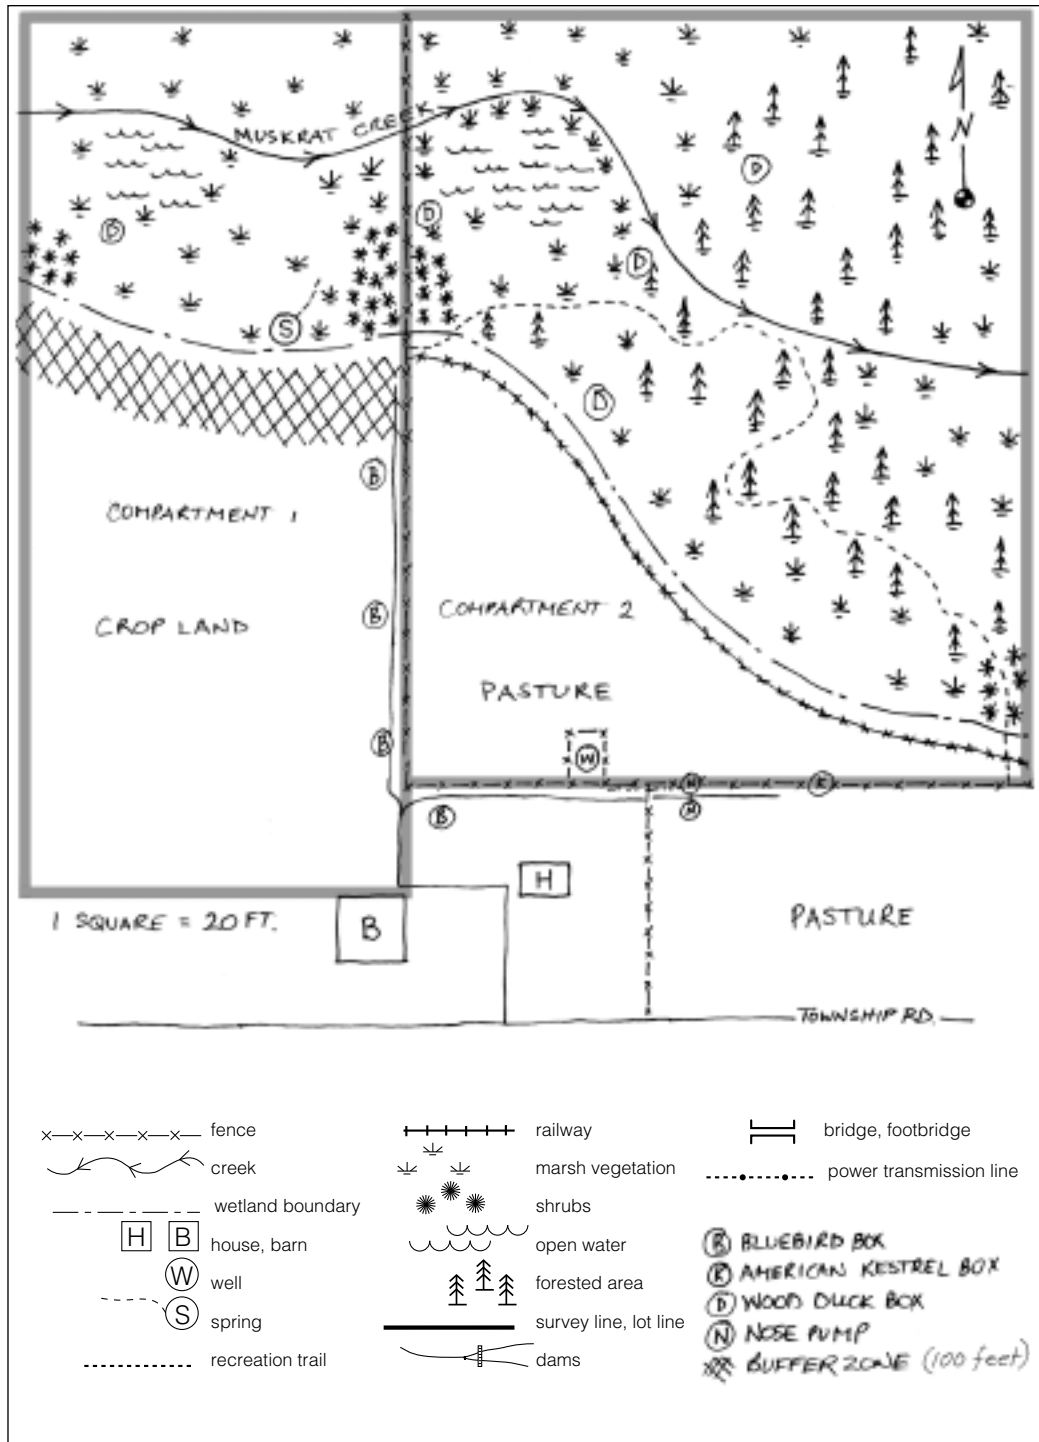 N
MUSKRAT CREEK
D
D
D
D
D
S
B
COMPARTMENT 1
B
COMPARTMENT 2
CROP LAND
PASTURE
B
W
N
K
N
B
H
B
1 SQUARE = 20 FT.
PASTURE
TOWNSHIP RD.
fence
railway
bridge, footbridge
creek
marsh vegetation
power transmission line
wetland boundary
shrubs
H B house, barn
open water
B BLUEBIRD BOX
W well
forested area
K AMERICAN KESTREL BOX
S spring
survey line, lot line
D WOOD DUCK BOX
recreation trail
dams
N NOSE PUMP
BUFFER ZONE (100 feet)